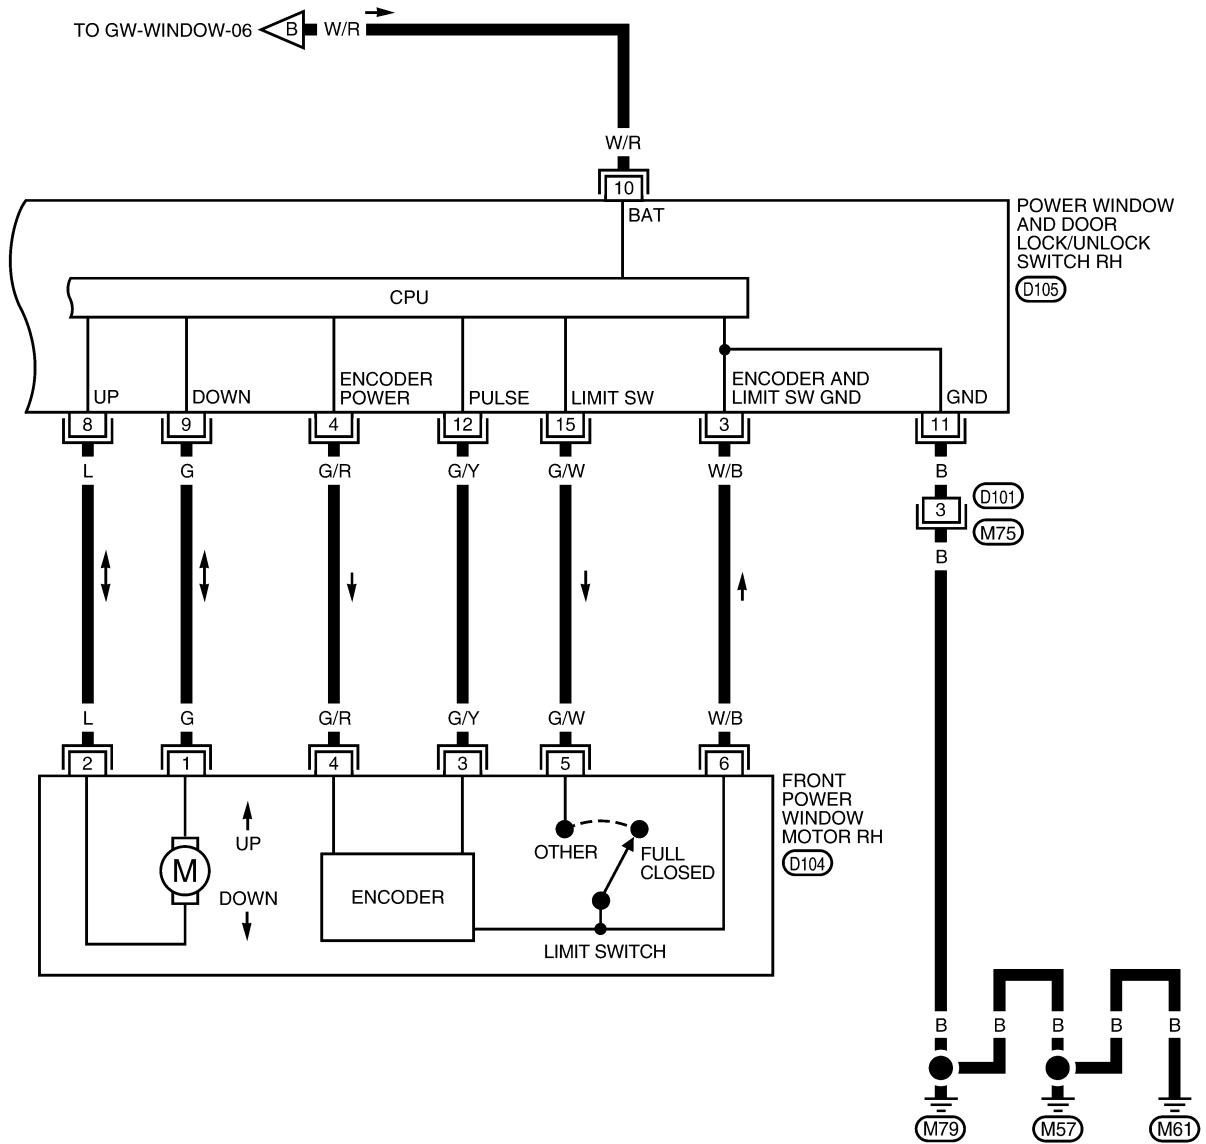 TO GW-WINDOW-06 B W/R
W/R
10
BAT
POWER WINDOW
AND DOOR
LOCK/UNLOCK
SWITCH RH
D105
CPU
UP
DOWN
ENCODER
POWER
PULSE
LIMIT SW
ENCODER AND
LIMIT SW GND
GND
8 9 4 12 15 3 11
L G G/R G/Y G/W W/B B
D101
3
M75
B
L G G/R G/Y G/W W/B
2 1 4 3 5 6
FRONT
POWER
WINDOW
MOTOR RH
D104
M
UP
DOWN
ENCODER
OTHER
FULL
CLOSED
LIMIT SWITCH
B B B B B
M79 M57 M61